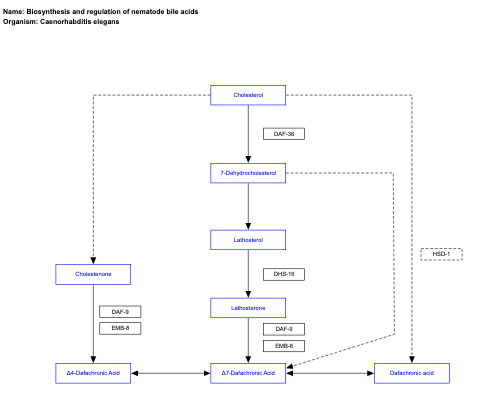 Name: Biosynthesis and regulation of nematode bile acids
Organism: Caenorhabditis elegans
Cholesterol
DAF-36
7-Dehydrocholesterol
Lathosterol
HSD-1
Cholestenone
DHS-16
Lathosterone
DAF-9
EMB-8
DAF-9
EMB-8
Δ4-Dafachronic Acid
Δ7-Dafachronic Acid
Dafachronic acid